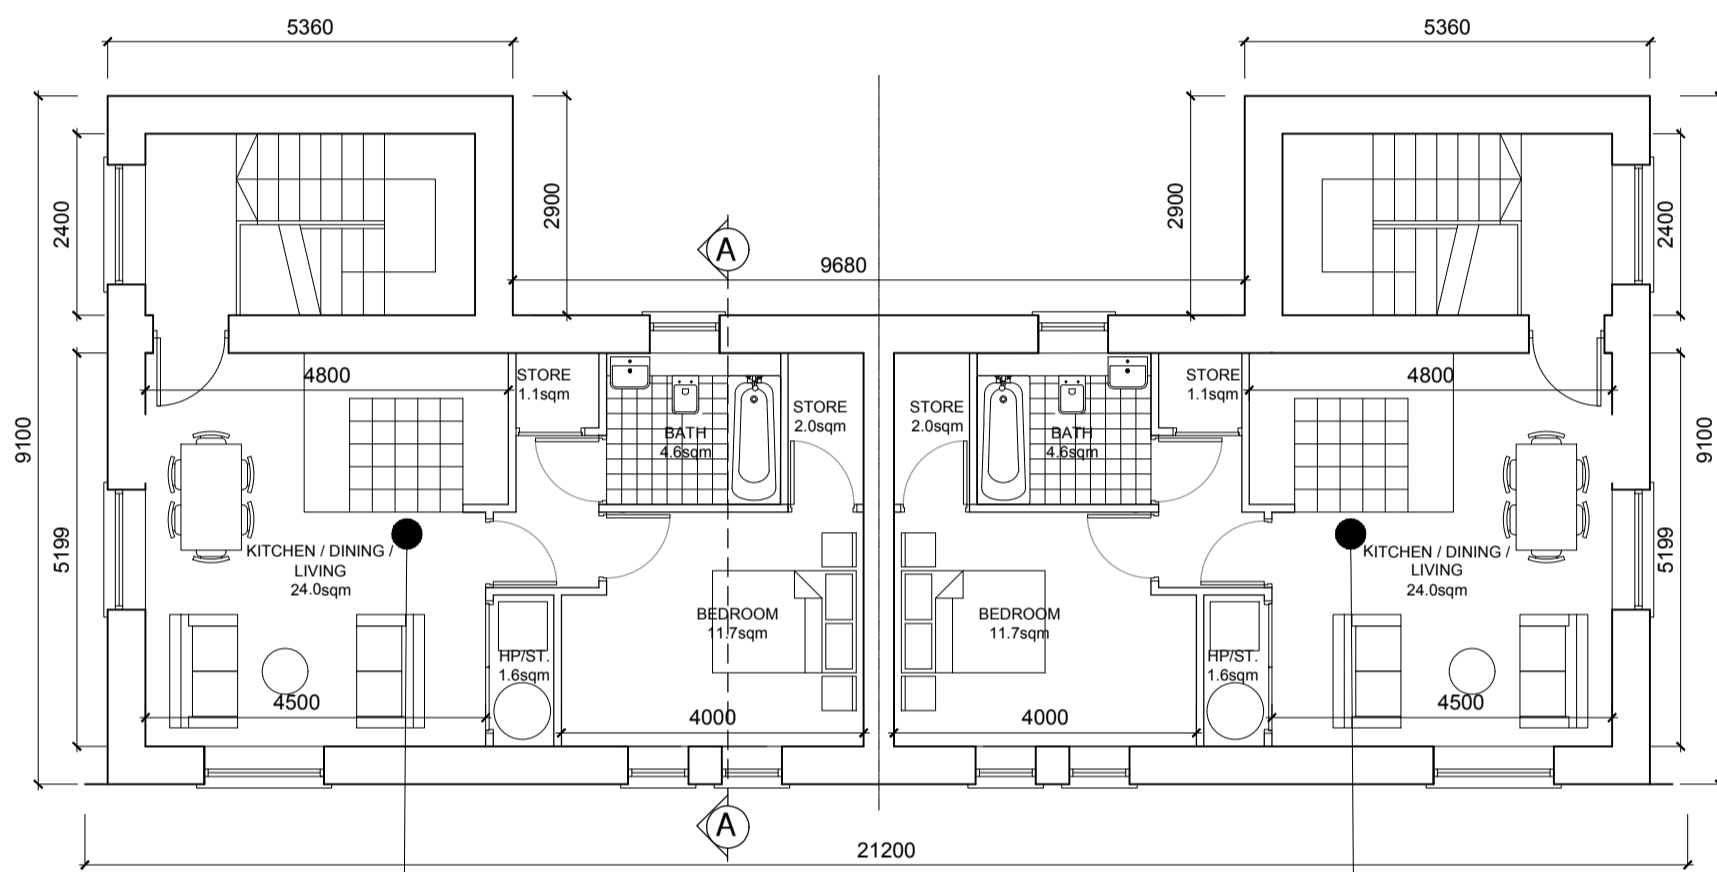 5360
5360
2400
2900
2900
2400
A
9680
4800
STORE
1.1sqm
STORE
1.1sqm
4800
STORE
2.0sqm
STORE
2.0sqm
BATH
4.6sqm
BATH
4.6sqm
9100
9100
5199
5199
KITCHEN / DINING /
LIVING
24.0sqm
KITCHEN / DINING /
LIVING
24.0sqm
BEDROOM
11.7sqm
BEDROOM
11.7sqm
HP/ST.
1.6sqm
HP/ST.
1.6sqm
4500
4000
4000
4500
A
21200